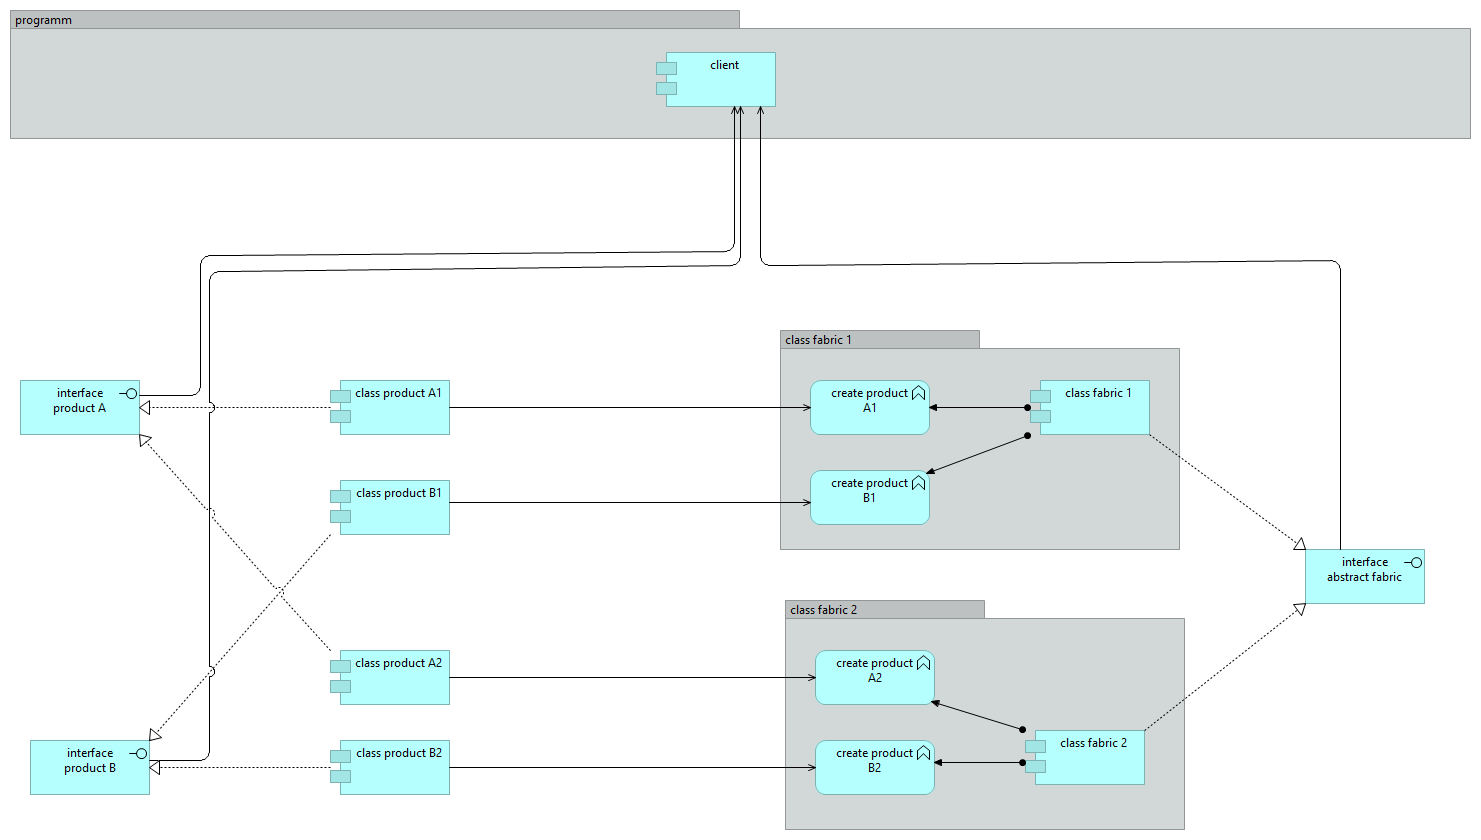 programm
client
class fabric 1
interface
product A
class product A1
create product
A1
class fabric 1
class product B1
create product
B1
interface
abstract fabric
class fabric 2
class product A2
create product
A2
interface
product B
class product B2
create product
B2
class fabric 2